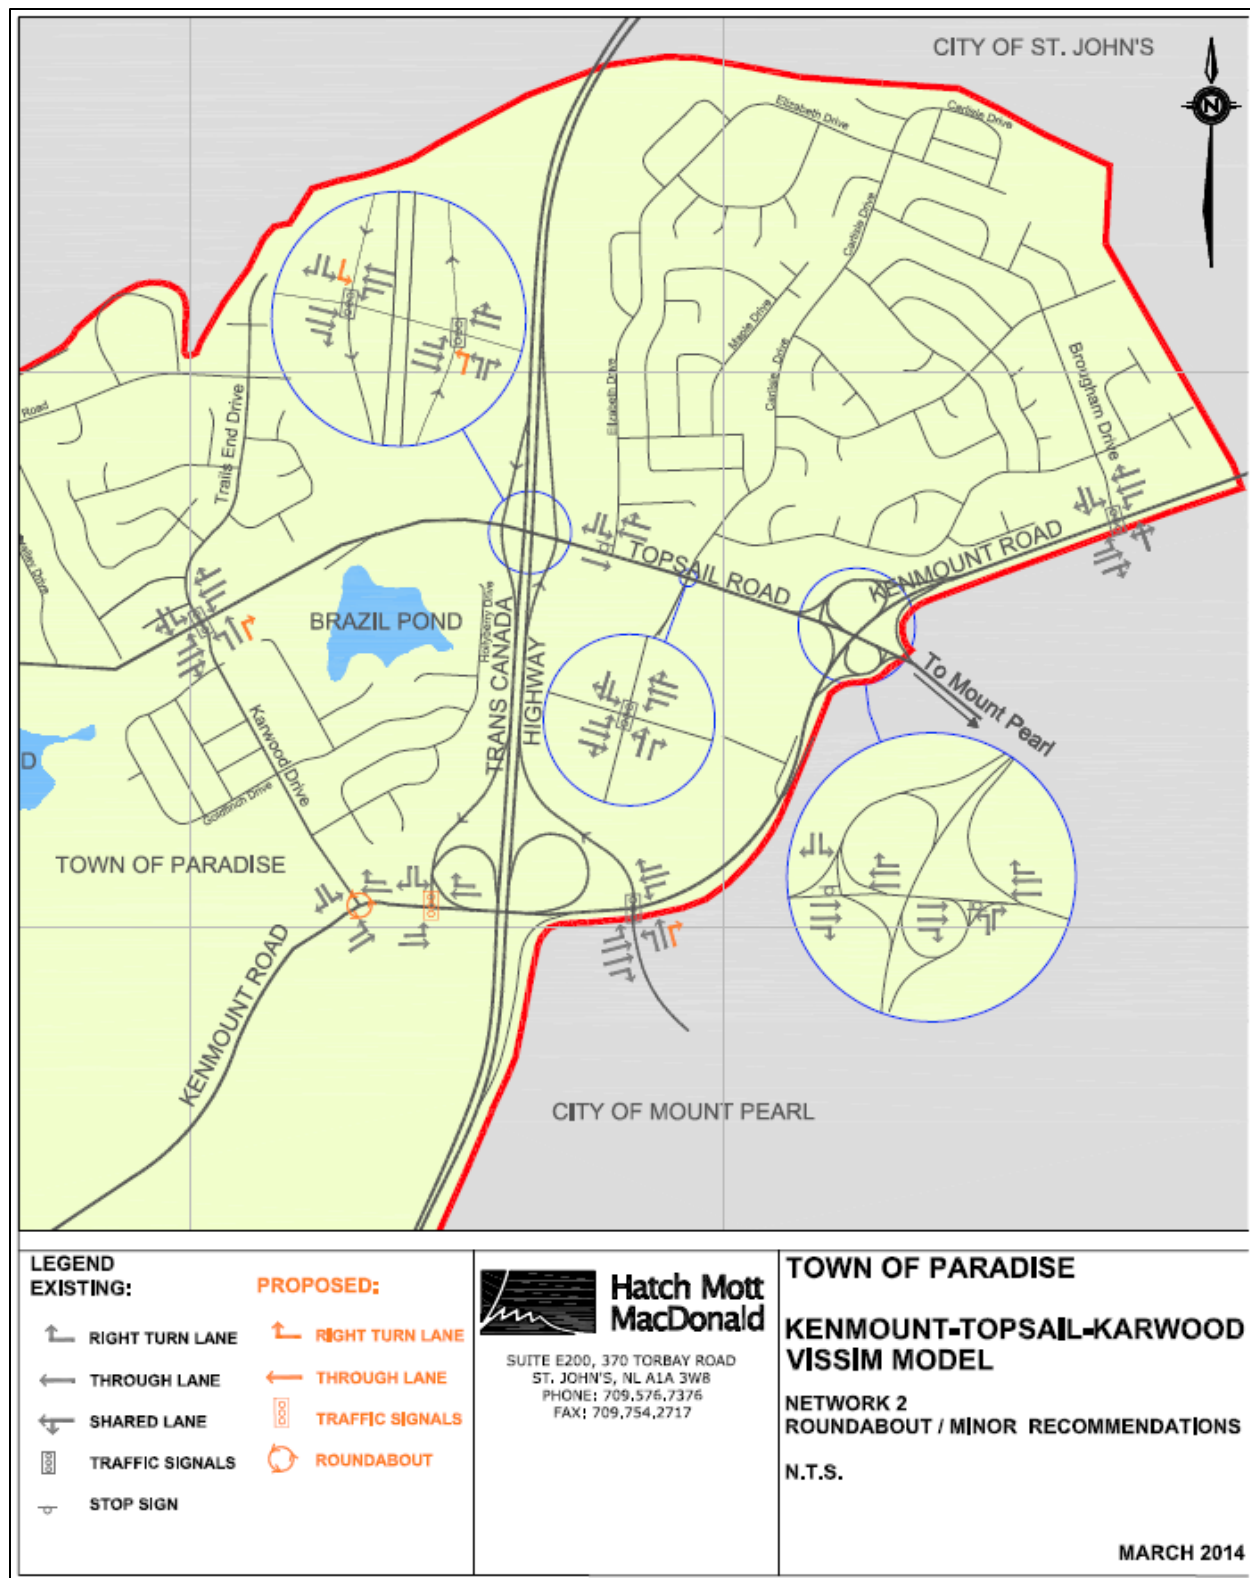 CITY OF ST. JOHN'S
N
Elizabeth Drive
Carlisle Drive
Carlisle Drive
Maple Drive
Elizabeth Drive
Carlisle Drive
Brougham Drive
Road
Trails End Drive
TOPSAIL ROAD
KENMOUNT ROAD
BRAZIL POND
Hollyberry Drive
TRANS CANADA
HIGHWAY
To Mount Pearl
Karwood Drive
D
Goldfinch Drive
TOWN OF PARADISE
KENMOUNT ROAD
CITY OF MOUNT PEARL
LEGEND
EXISTING:
RIGHT TURN LANE
THROUGH LANE
SHARED LANE
TRAFFIC SIGNALS
STOP SIGN
PROPOSED:
RIGHT TURN LANE
THROUGH LANE
TRAFFIC SIGNALS
ROUNDABOUT
Hatch Mott
MacDonald
SUITE E200, 370 TORBAY ROAD
ST. JOHN'S, NL A1A 3W8
PHONE: 709.576.7376
FAX: 709.754.2717
TOWN OF PARADISE
KENMOUNT-TOPSAIL-KARWOOD
VISSIM MODEL
NETWORK 2
ROUNDABOUT / MINOR RECOMMENDATIONS
N.T.S.
MARCH 2014